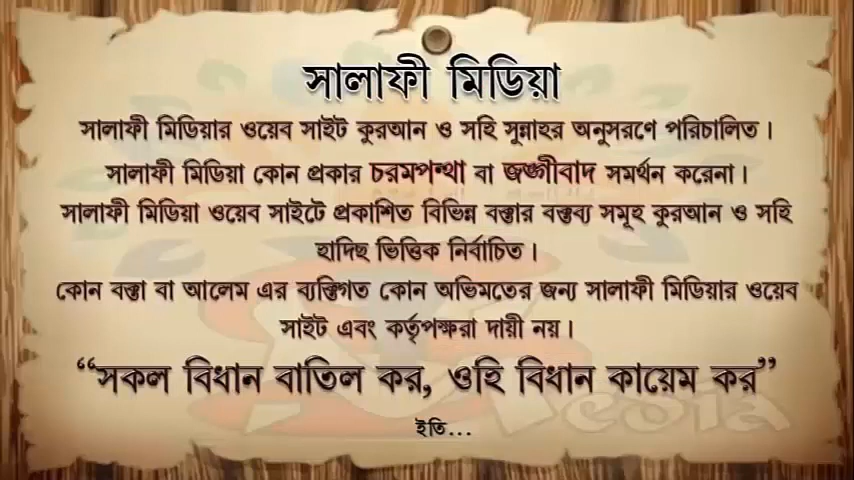 সালাফী মিডিয়া
সালাফী মিডিয়ার ওয়েব সাইট কুরআন ও সহি সুন্নাহর অনুসরণে পরিচালিত।
সালাফী মিডিয়া কোন প্রকার চরমপন্থা বা জঙ্গীবাদ সমর্থন করেনা।
সালাফী মিডিয়া ওয়েব সাইটে প্রকাশিত বিভিন্ন বক্তার বক্তব্য সমূহ কুরআন ও সহি
হাদিছ ভিত্তিক নির্বাচিত।
কোন বক্তা বা আলেম এর ব্যক্তিগত কোন অভিমতের জন্য সালাফী মিডিয়ার ওয়েব
সাইট এবং কর্তৃপক্ষরা দায়ী নয়।
“সকল বিধান বাতিল কর, ওহি বিধান কায়েম কর”
ইতি...